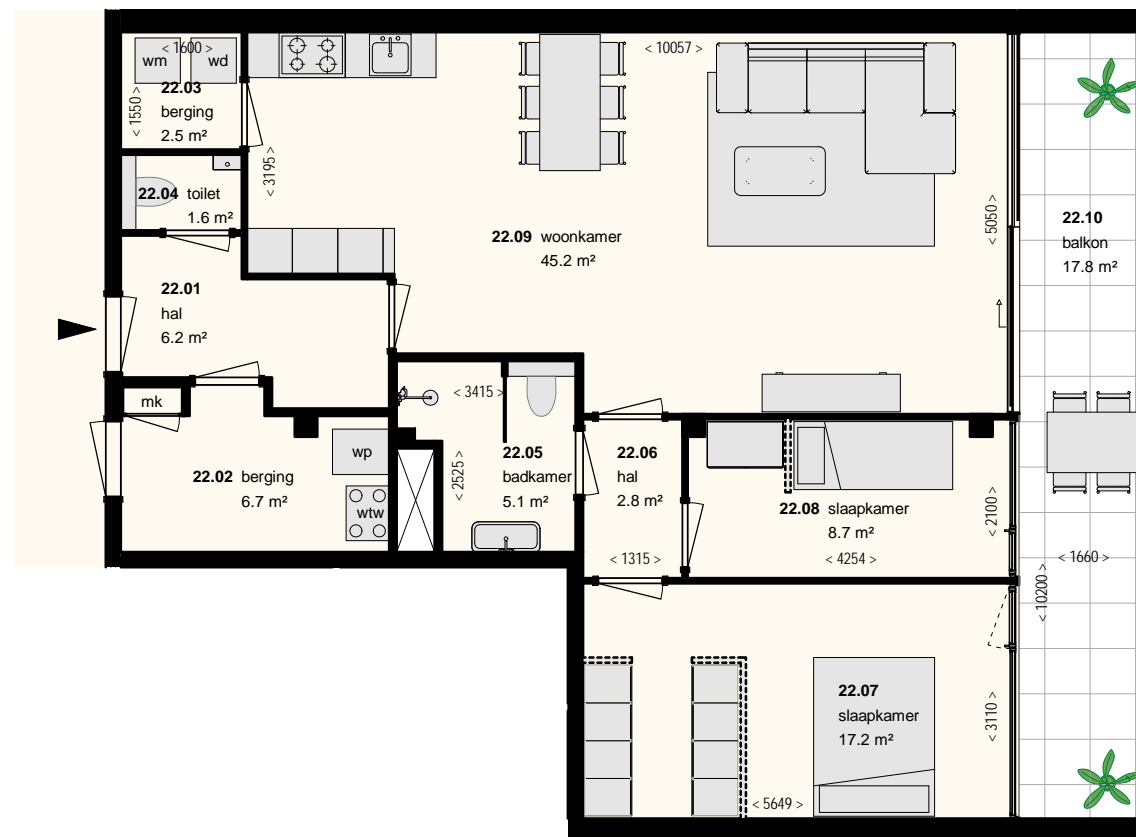 < 1600 >
wm
wd
22.03
berging
2.5 m²
< 1550 >
< 3195 >
< 10057 >
22.04 toilet
1.6 m²
22.09 woonkamer
45.2 m²
< 5050 >
22.10
balkon
17.8 m²
22.01
hal
6.2 m²
mk
< 3415 >
22.02 berging
6.7 m²
wp
wtw
< 2525 >
22.05
badkamer
5.1 m²
22.06
hal
2.8 m²
< 1315 >
22.08 slaapkamer
8.7 m²
< 4254 >
< 2100 >
< 1660 >
< 10200 >
22.07
slaapkamer
17.2 m²
< 3110 >
< 5649 >